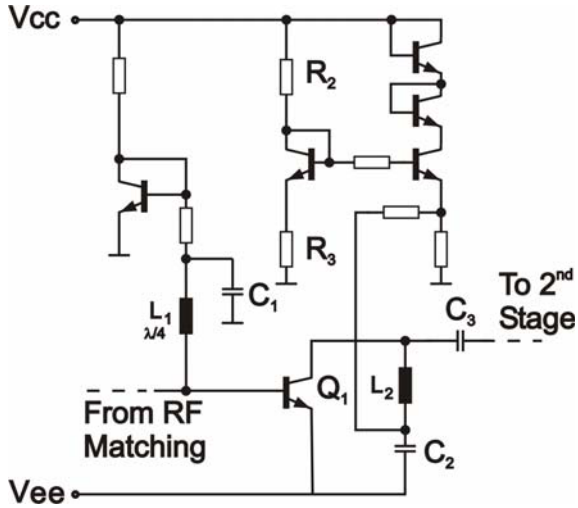 Vcc
R₂
R₃
L₁
λ/4
C₁
To 2ⁿᵈ
Stage
C₃
Q₁
L₂
From RF
Matching
C₂
Vee